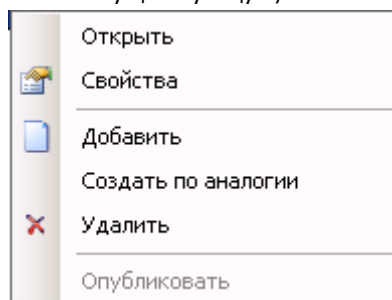 Открыть
Свойства
Добавить
Создать по аналогии
Удалить
Опубликовать